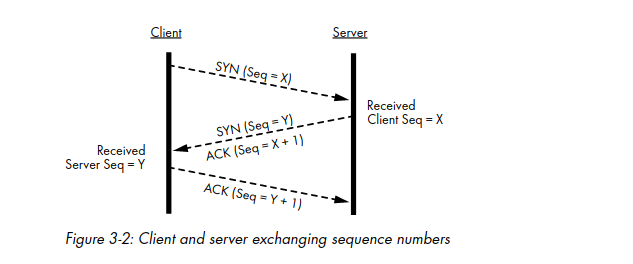 Client
Server
SYN (Seq = X)
Received
Client Seq = X
SYN (Seq = Y)
ACK (Seq = X + 1)
Received
Server Seq = Y
ACK (Seq = Y + 1)
Figure 3-2: Client and server exchanging sequence numbers